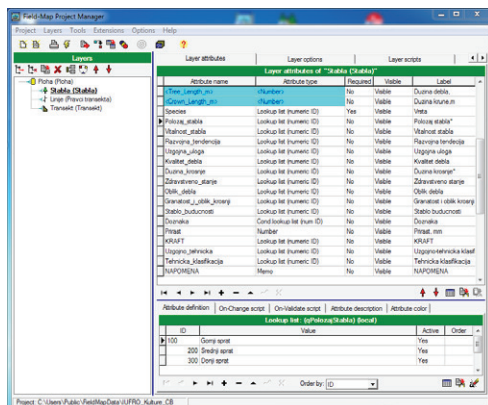 Field-Map Project Manager
Project Layers Tools Extensions Options Help
Layers
Ploha (Ploha)
Stabla (Stabla)
Linije (Pravci transekta)
Transekt (Transekt)
Layer attributes Layer options Layer scripts
Layer attributes of "Stabla (Stabla)"
Attribute name Attribute type Required Visible Label
<Tree_Length_m> <Number> No Visible Duzina debla,
<Crown_Length_m> <Number> No Visible Duzina krune,m
Species Lookup list (numeric ID) Yes Visible Vrsta
Polozaj_stabla Lookup list (numeric ID) No Visible Polozaj stabla*
Vitalnost_stabla Lookup list (numeric ID) No Visible Vitalnost stabla
Razvojna_tendencija Lookup list (numeric ID) No Visible Razvojna tendecija
Uzgojna_uloga Lookup list (numeric ID) No Visible Uzgojna uloga
Kvalitet_debla Lookup list (numeric ID) No Visible Kvalitet debla
Duzina_kroanje Lookup list (numeric ID) No Visible Duzina kroanje*
Zdravstveno_stanje Lookup list (numeric ID) No Visible Zdravstveno stanje
Oblik_debla Lookup list (numeric ID) No Visible Oblik debla
Granatost_i_oblik_kroanji Lookup list (numeric ID) No Visible Granatost i oblik kroanj
Stablo_buducnosti Lookup list (numeric ID) No Visible Stablo buducnosti
Doznaka Cond.lookup list (num ID) No Visible Doznaka
Prirast Number No Visible Prirast, mm
KRAFT Lookup list (numeric ID) No Visible KRAFT
Uzgojno_tehnicka Lookup list (numeric ID) No Visible Uzgojno-tehnicka klasif
Tehnicka_klasifikacija Lookup list (numeric ID) No Visible Tehnicka klasifikacija
NAPOMENA Memo No Visible NAPOMENA
Attribute definition On-Change script On-Validate script Attribute description Attribute color
Lookup list: (qPolozajStabla) (local)
ID Value Active Order
100 Gornji sprat Yes
200 Srednji sprat Yes
300 Donji sprat Yes
Order by: ID
Project: C:\Users\Public\FieldMapData\IUFRO_Kulture_CB